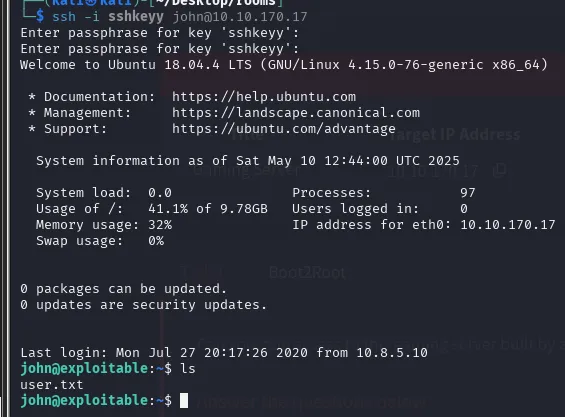 (kali㉿kali)-[~/Desktop/rooms]
$ ssh -i sshkeyy john@10.10.170.17
Enter passphrase for key 'sshkeyy':
Enter passphrase for key 'sshkeyy':
Welcome to Ubuntu 18.04.4 LTS (GNU/Linux 4.15.0-76-generic x86_64)
* Documentation:  https://help.ubuntu.com
* Management:     https://landscape.canonical.com
* Support:        https://ubuntu.com/advantage
Target IP Address
System information as of Sat May 10 12:44:00 UTC 2025
System load:  0.0                Processes:           97
Usage of /:   41.1% of 9.78GB   Users logged in:     0
Memory usage: 32%                IP address for eth0: 10.10.170.17
Swap usage:   0%
Boot2Root
0 packages can be updated.
0 updates are security updates.
Last login: Mon Jul 27 20:17:26 2020 from 10.8.5.10
john@exploitable:~$ ls
user.txt
john@exploitable:~$